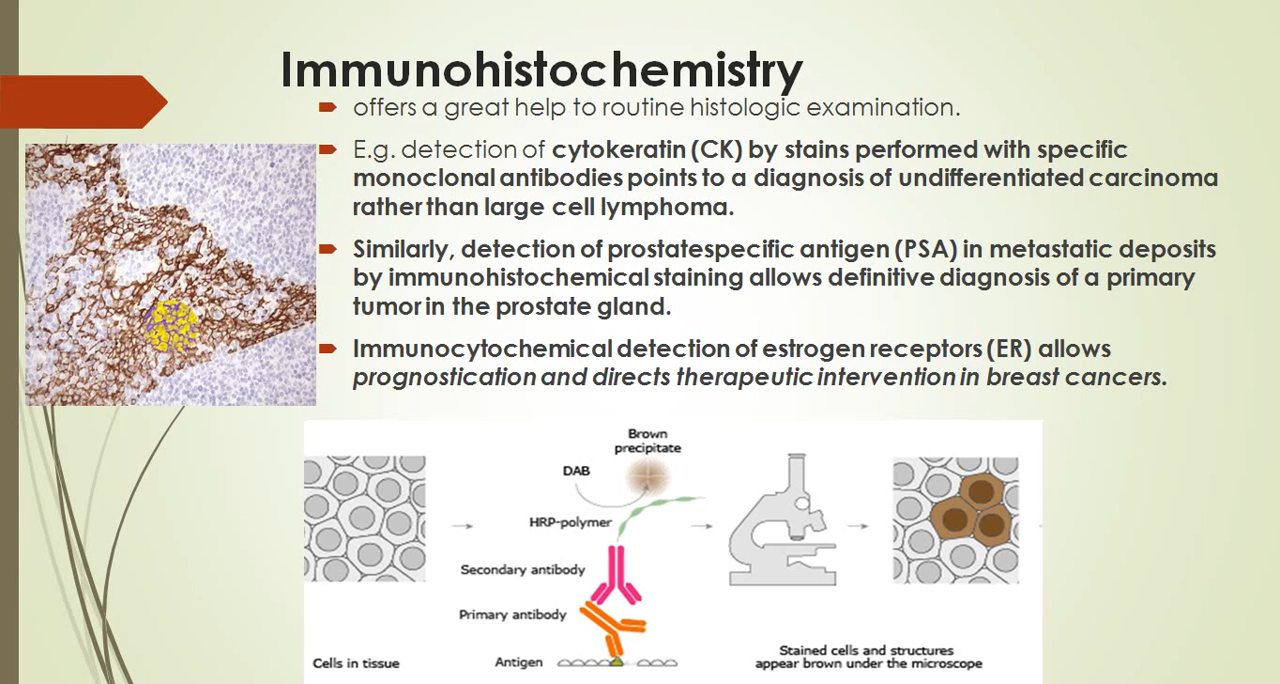 Immunohistochemistry
offers a great help to routine histologic examination.
E.g. detection of cytokeratin (CK) by stains performed with specific
monoclonal antibodies points to a diagnosis of undifferentiated carcinoma
rather than large cell lymphoma.
Similarly, detection of prostatespecific antigen (PSA) in metastatic deposits
by immunohistochemical staining allows definitive diagnosis of a primary
tumor in the prostate gland.
Immunocytochemical detection of estrogen receptors (ER) allows
prognostication and directs therapeutic intervention in breast cancers.
Brown
precipitate
DAB
HRP-polymer
Secondary antibody
Primary antibody
Antigen
Cells in tissue
Stained cells and structures
appear brown under the microscope